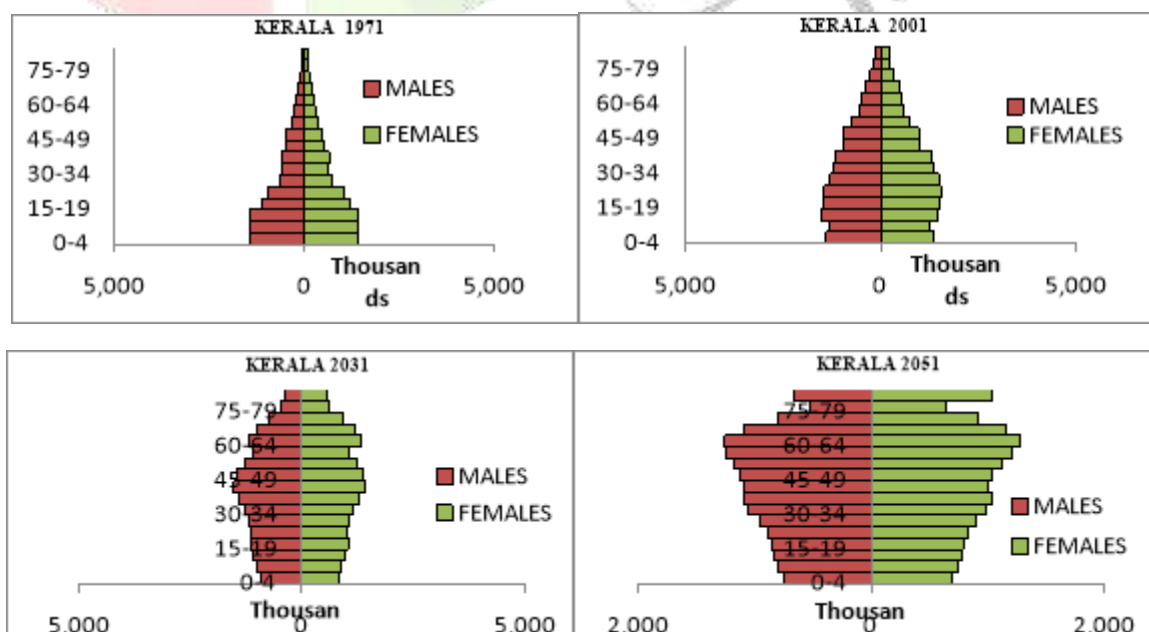 KERALA 1971
75-79
60-64
45-49
30-34
15-19
0-4
MALES
FEMALES
5,000
0
5,000
Thousan
ds
KERALA 2001
75-79
60-64
45-49
30-34
15-19
0-4
MALES
FEMALES
5,000
0
5,000
Thousan
ds
KERALA 2031
75-79
60-64
45-49
30-34
15-19
0-4
MALES
FEMALES
Thousan
5,000
0
5,000
KERALA 2051
75-79
60-64
45-49
30-34
15-19
0-4
MALES
FEMALES
Thousan
2,000
0
2,000